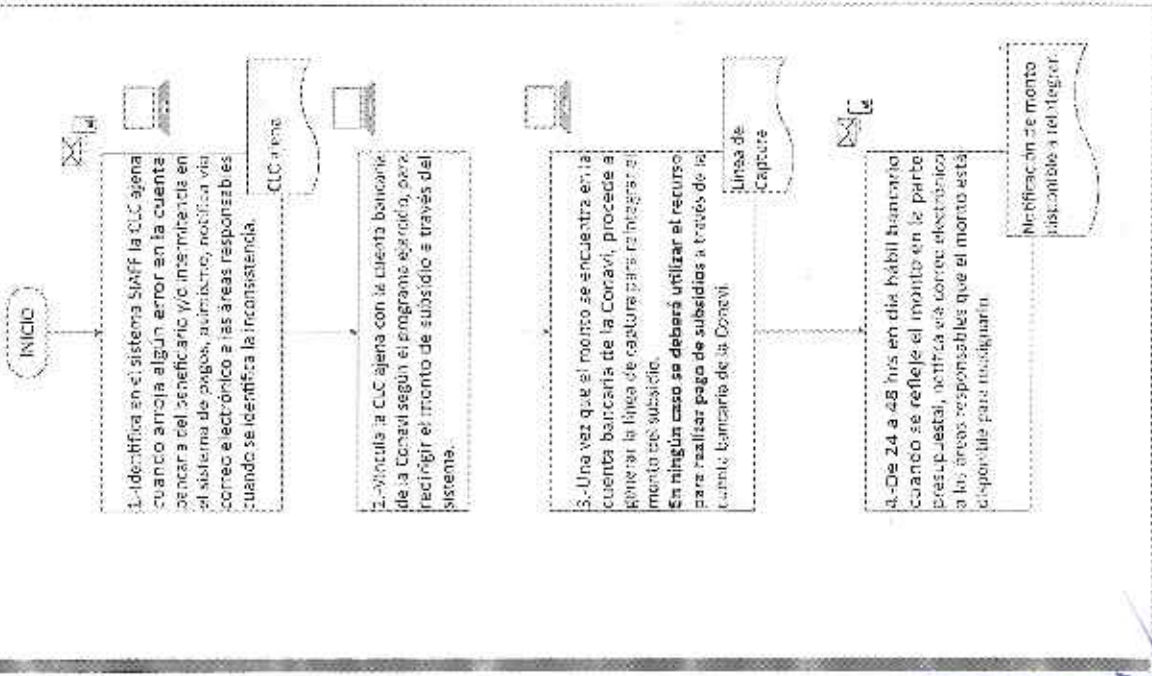 INICIO
1.-Identifica en el sistema SIAFF la CLC ajena
cuando arroja algún error en la cuenta
bancaria del beneficiario y/o intermitencia en
el sistema de pagos, asimismo, notifica vía
correo electrónico a las áreas responsables
cuando se identifica la inconsistencia.
CLC ajena
2.-Vincula la CLC ajena con la cuenta bancaria
de la Conavi según el programa ejercido, para
redirigir el monto de subsidio a través del
sistema.
3.-Una vez que el monto se encuentra en la
cuenta bancaria de la Conavi, procede a
generar la línea de captura para reintegrar el
monto del subsidio.
En ningún caso se deberá utilizar el recurso
para realizar pago de subsidios a través de la
cuenta bancaria de la Conavi.
Línea de
Captura
4.-De 24 a 48 hrs en día hábil bancario
cuando se refleje el monto en la parte
presupuestal, notifica vía correo electrónico
a las áreas responsables que el monto está
disponible para reasignarlo.
Notificación de monto
disponible a reintegrar.